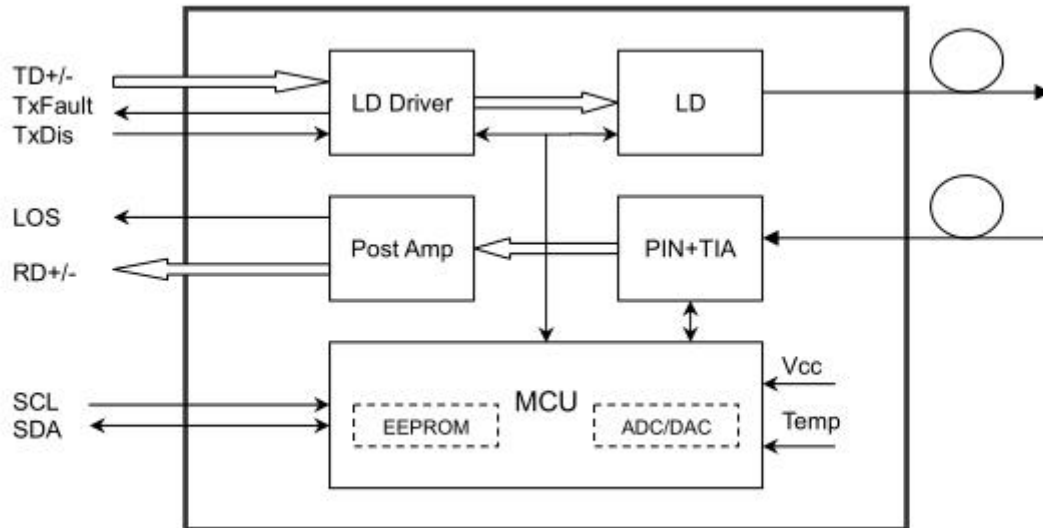 TD+/-
TxFault
TxDis
LD Driver
LD
LOS
RD+/-
Post Amp
PIN+TIA
SCL
SDA
MCU
EEPROM
ADC/DAC
Vcc
Temp